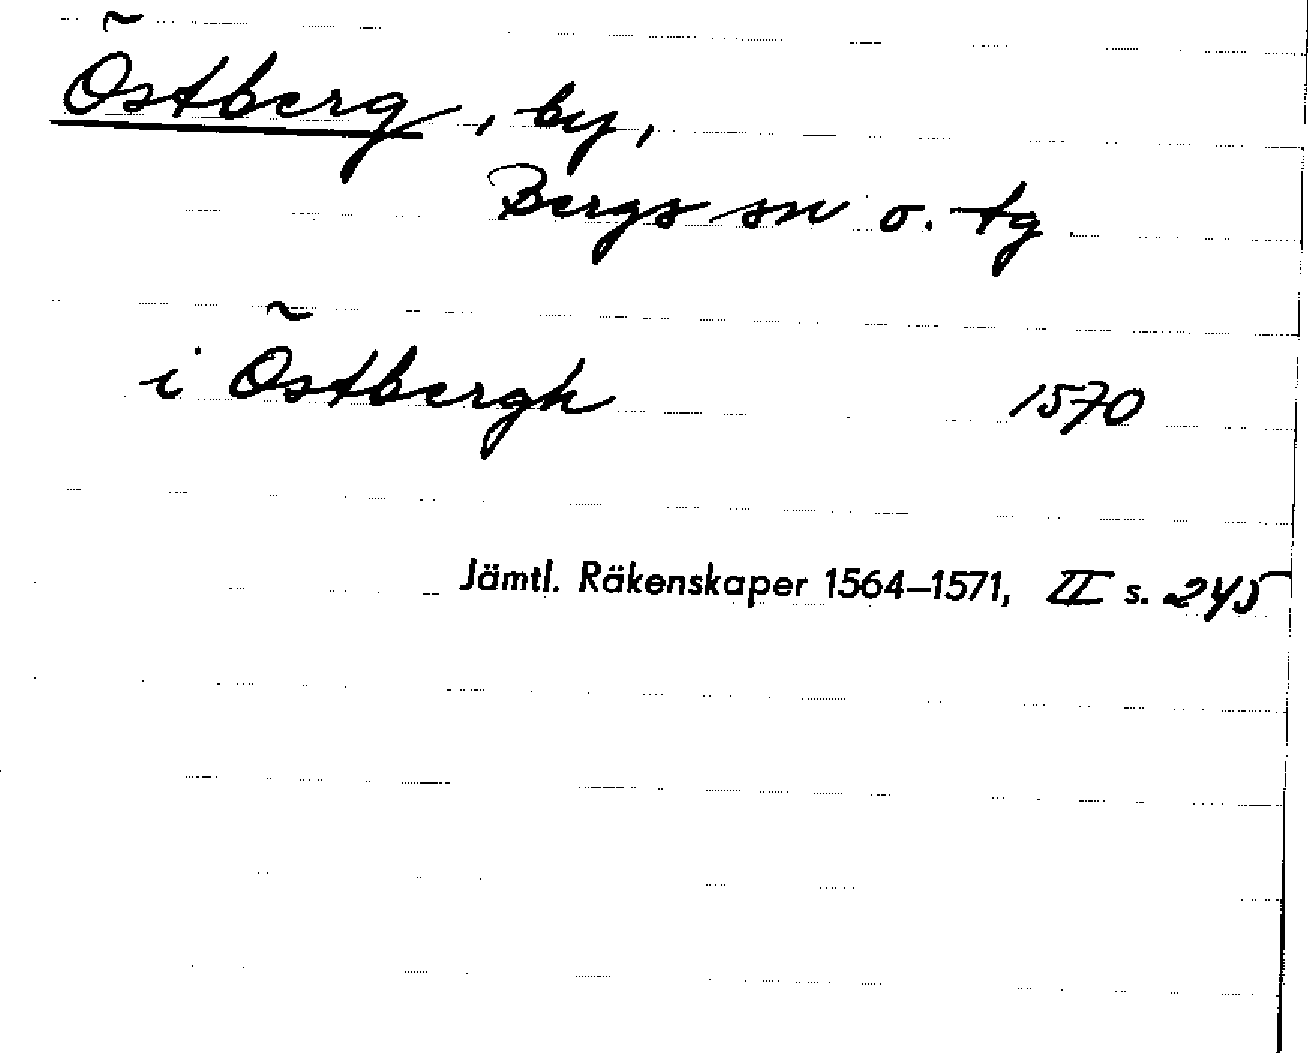 Östberg, by,
Bergs sn o. tg
i Östbergh 1570
Jämtl. Räkenskaper 1564–1571, II s. 245